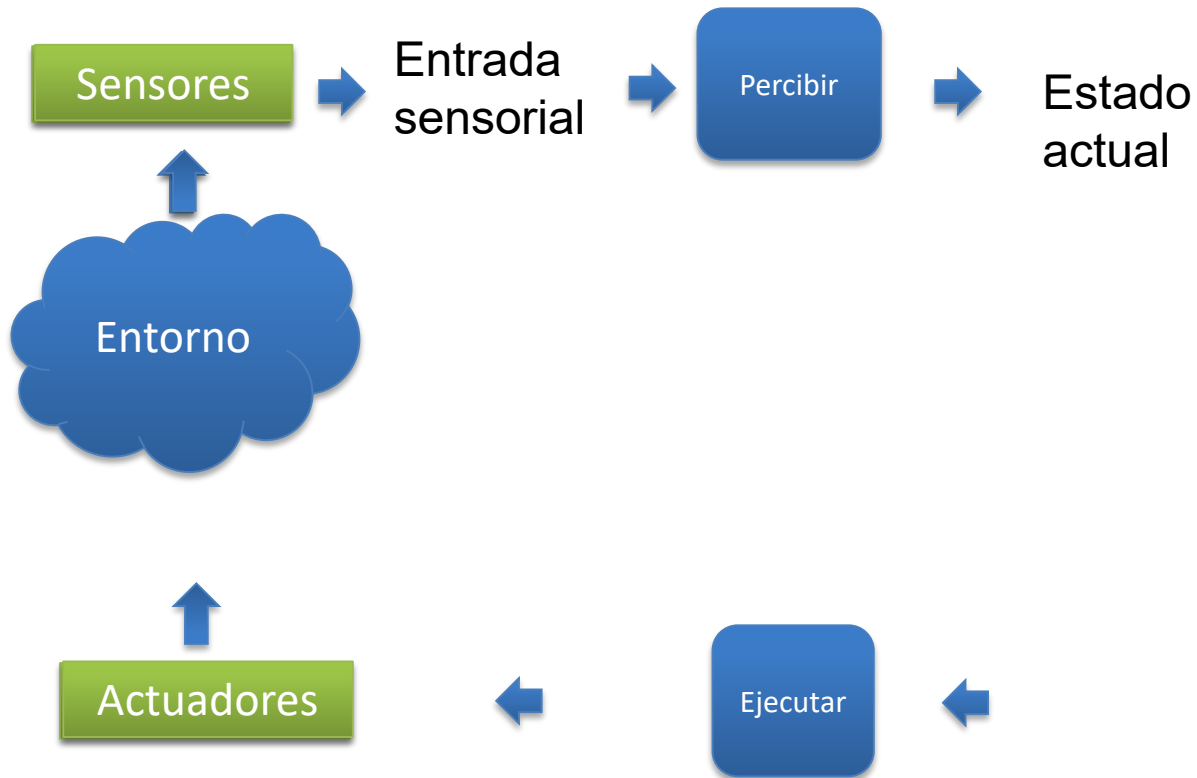 Sensores
Entrada
sensorial
Percibir
Estado
actual
Entorno
Actuadores
Ejecutar